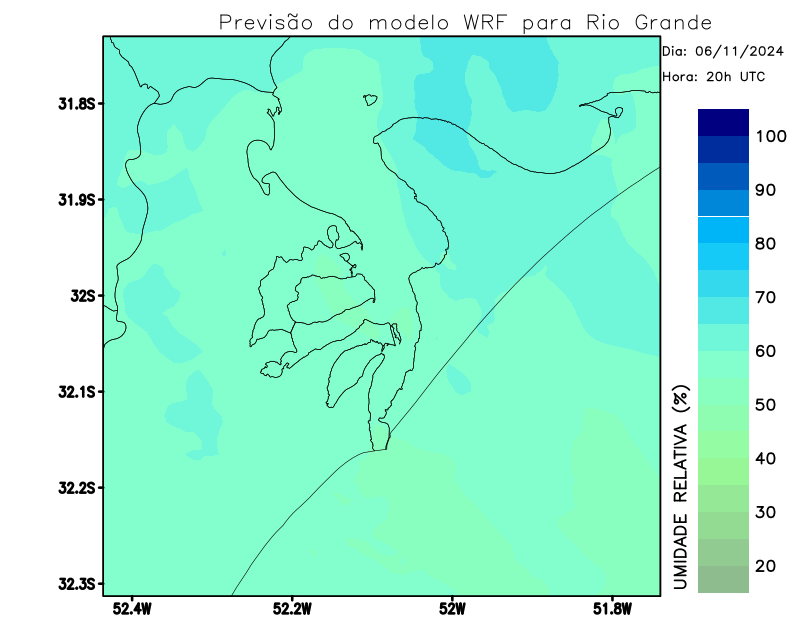 Previsão do modelo WRF para Rio Grande
Dia: 06/11/2024
Hora: 20h UTC
31.8S
31.9S
32S
32.1S
32.2S
32.3S
52.4W
52.2W
52W
51.8W
100
90
80
70
60
50
40
30
20
UMIDADE RELATIVA (%)